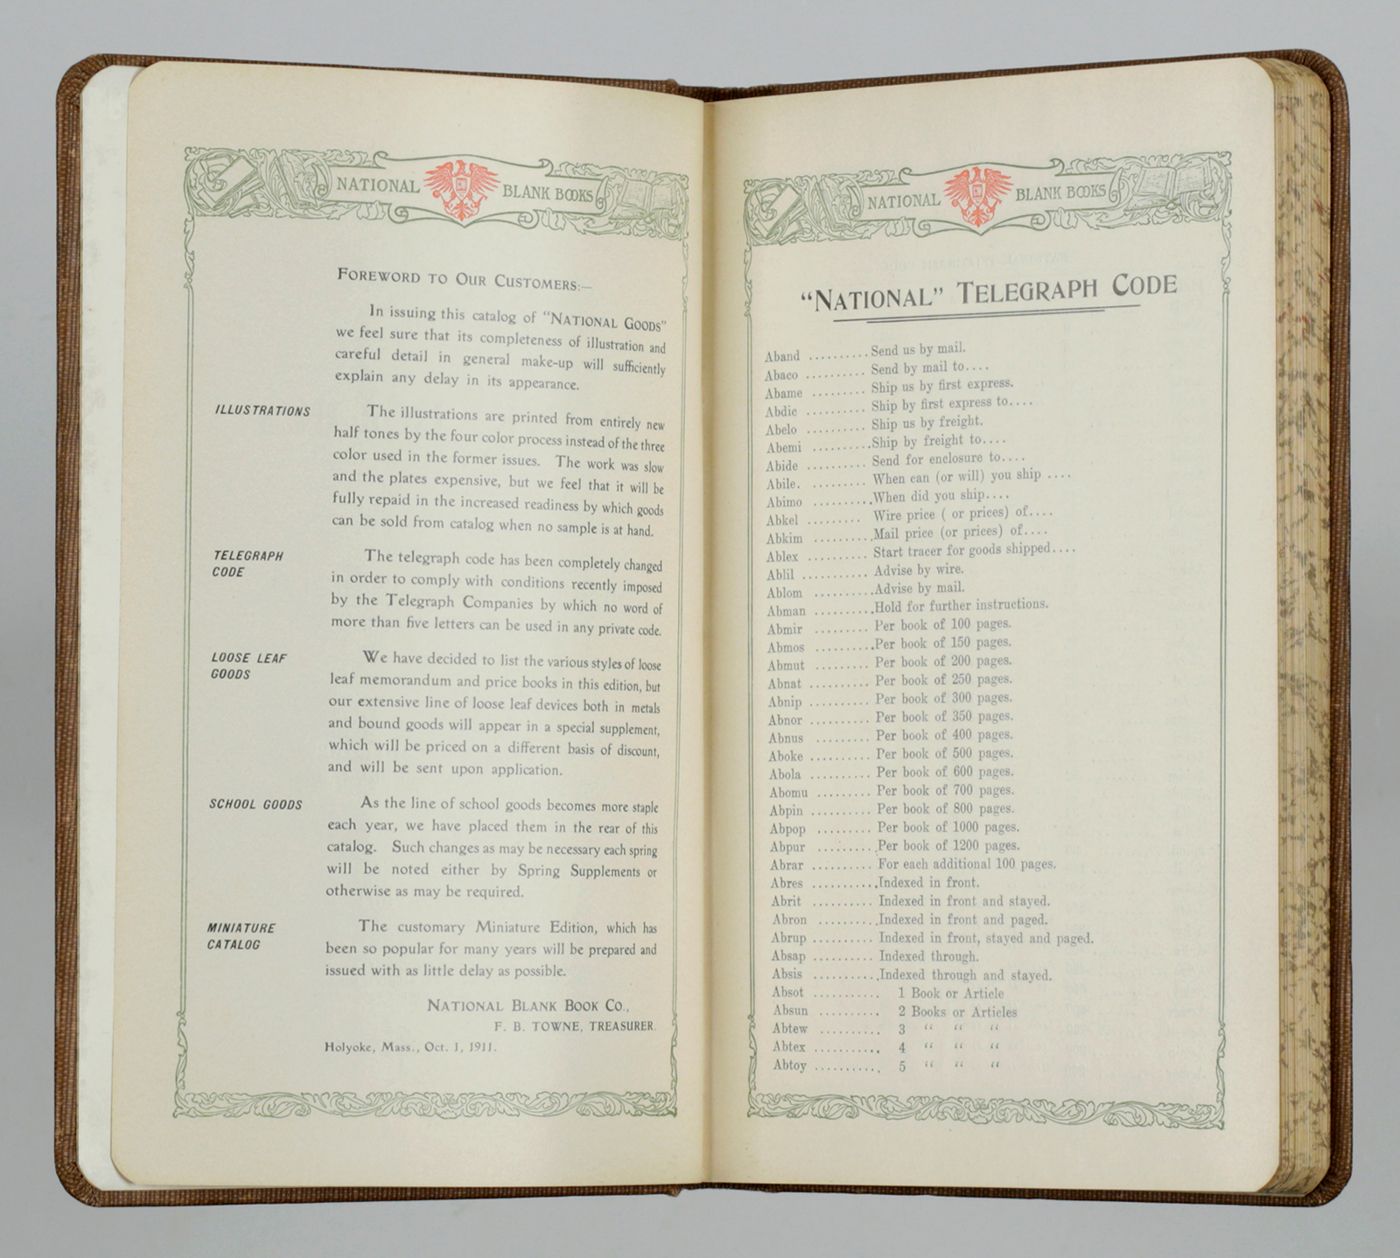 NATIONAL BLANK BOOKS
FOREWORD TO OUR CUSTOMERS:—
In issuing this catalog of "NATIONAL GOODS"
we feel sure that its completeness of illustration and
careful detail in general make-up will sufficiently
explain any delay in its appearance.
ILLUSTRATIONS
The illustrations are printed from entirely new
half tones by the four color process instead of the three
color used in the former issues. The work was slow
and the plates expensive, but we feel that it will be
fully repaid in the increased readiness by which goods
can be sold from catalog when no sample is at hand.
TELEGRAPH
CODE
The telegraph code has been completely changed
in order to comply with conditions recently imposed
by the Telegraph Companies by which no word of
more than five letters can be used in any private code.
LOOSE LEAF
GOODS
We have decided to list the various styles of loose
leaf memorandum and price books in this edition, but
our extensive line of loose leaf devices both in metals
and bound goods will appear in a special supplement,
which will be priced on a different basis of discount,
and will be sent upon application.
SCHOOL GOODS
As the line of school goods becomes more staple
each year, we have placed them in the rear of this
catalog. Such changes as may be necessary each spring
will be noted either by Spring Supplements or
otherwise as may be required.
MINIATURE
CATALOG
The customary Miniature Edition, which has
been so popular for many years will be prepared and
issued with as little delay as possible.
NATIONAL BLANK BOOK CO.,
F. B. TOWNE, TREASURER.
Holyoke, Mass., Oct. 1, 1911.
NATIONAL BLANK BOOKS
"NATIONAL" TELEGRAPH CODE
Aband .......... Send us by mail.
Abaco .......... Send by mail to....
Abame ......... Ship us by first express.
Abdic .......... Ship by first express to....
Abelo .......... Ship us by freight.
Abemi .......... Ship by freight to....
Abide .......... Send for enclosure to....
Abile. ......... When can (or will) you ship ....
Abimo .......... When did you ship....
Abkel ......... Wire price ( or prices) of....
Abkim .......... Mail price (or prices) of....
Ablex .......... Start tracer for goods shipped....
Ablil ........... Advise by wire.
Ablom .......... Advise by mail.
Abman .......... Hold for further instructions.
Abmir ......... Per book of 100 pages.
Abmos .......... Per book of 150 pages.
Abmut ......... Per book of 200 pages.
Abnat .......... Per book of 250 pages.
Abnip .......... Per book of 300 pages.
Abnor .......... Per book of 350 pages.
Abnus ......... Per book of 400 pages.
Aboke .......... Per book of 500 pages.
Abola .......... Per book of 600 pages.
Abomu ......... Per book of 700 pages.
Abpin .......... Per book of 800 pages.
Abpop ......... Per book of 1000 pages.
Abpur .......... Per book of 1200 pages.
Abrar .......... For each additional 100 pages.
Abres ........... Indexed in front.
Abrit .......... Indexed in front and stayed.
Abron .......... Indexed in front and paged.
Abrup .......... Indexed in front, stayed and paged.
Absap .......... Indexed through.
Absis ........... Indexed through and stayed.
Absot ........... 1 Book or Article
Absun .......... 2 Books or Articles
Abtew .......... 3 " " "
Abtex ........... 4 " " "
Abtoy ........... 5 " " "